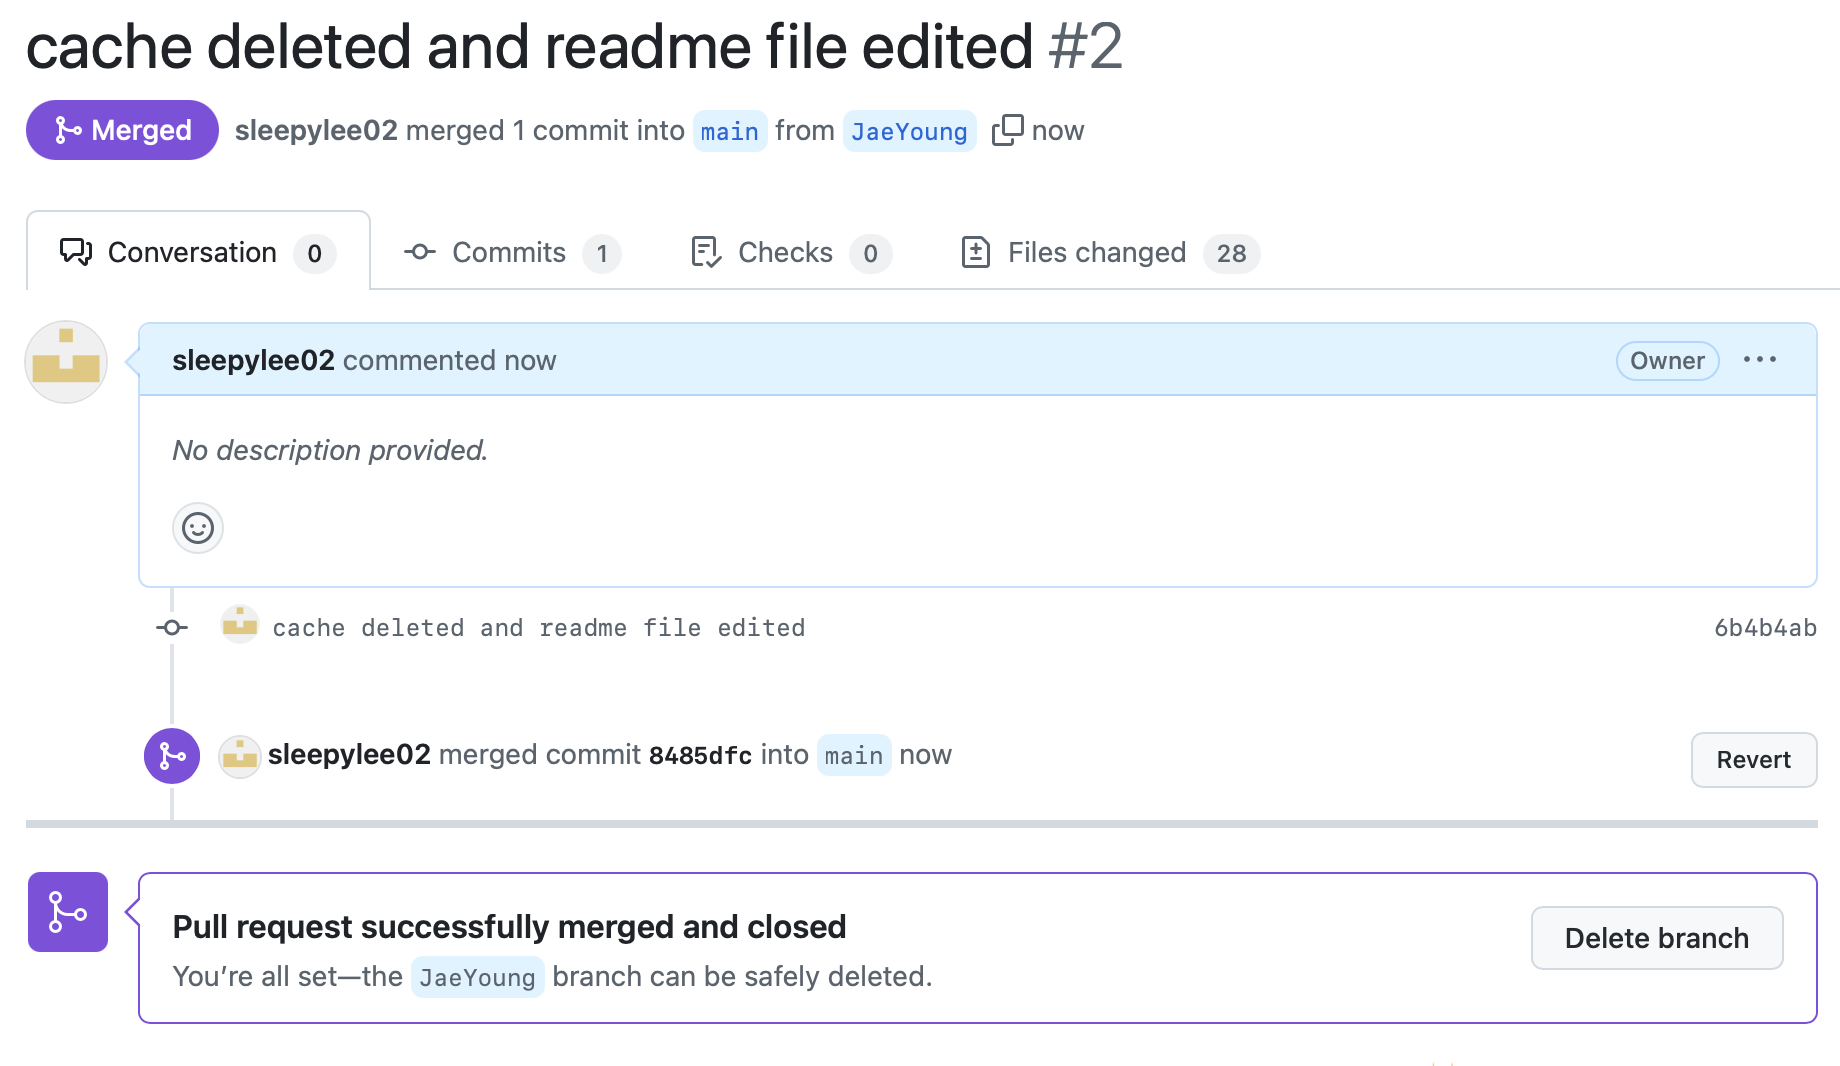 cache deleted and readme file edited #2
Merged sleepylee02 merged 1 commit into main from JaeYoung now
Conversation 0 Commits 1 Checks 0 Files changed 28
sleepylee02 commented now Owner
No description provided.
cache deleted and readme file edited 6b4b4ab
sleepylee02 merged commit 8485dfc into main now Revert
Pull request successfully merged and closed
You’re all set—the JaeYoung branch can be safely deleted.
Delete branch